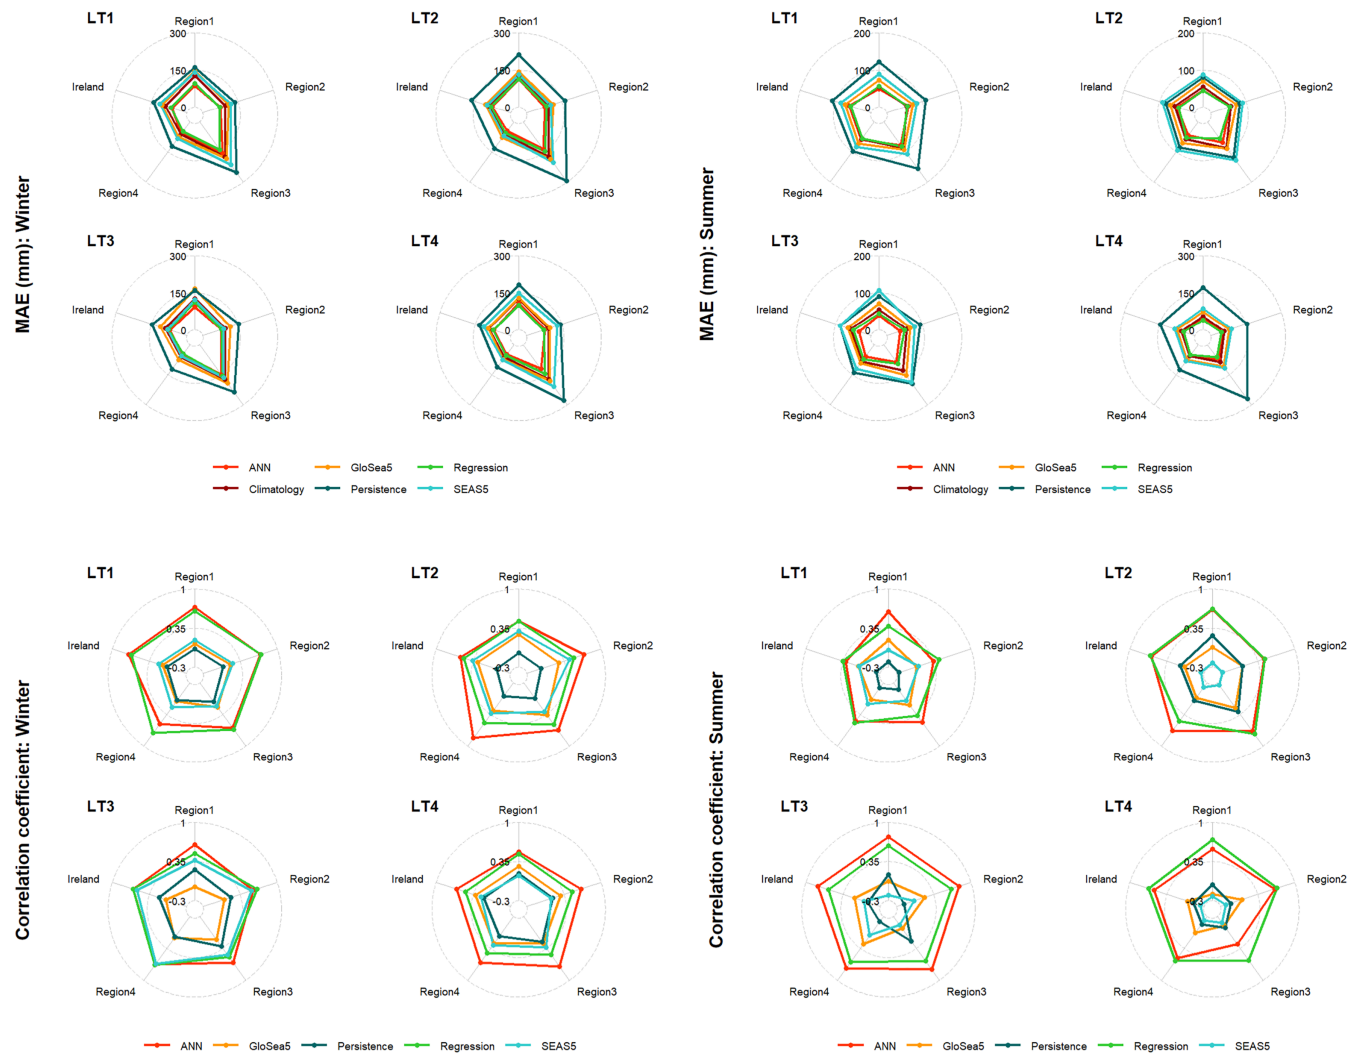 MAE (mm): Winter
LT1
Region1
300
150
0
Ireland
Region2
Region4
Region3
LT2
Region1
300
150
0
Ireland
Region2
Region4
Region3
LT3
Region1
300
150
0
Ireland
Region2
Region4
Region3
LT4
Region1
300
150
0
Ireland
Region2
Region4
Region3
ANN GloSea5 Regression
Climatology Persistence SEAS5
MAE (mm): Summer
LT1
Region1
200
100
0
Ireland
Region2
Region4
Region3
LT2
Region1
200
100
0
Ireland
Region2
Region4
Region3
LT3
Region1
200
100
0
Ireland
Region2
Region4
Region3
LT4
Region1
300
150
0
Ireland
Region2
Region4
Region3
ANN GloSea5 Regression
Climatology Persistence SEAS5
Correlation coefficient: Winter
LT1
Region1
1
0.35
-0.3
Ireland
Region2
Region4
Region3
LT2
Region1
1
0.35
-0.3
Ireland
Region2
Region4
Region3
LT3
Region1
1
0.35
-0.3
Ireland
Region2
Region4
Region3
LT4
Region1
1
0.35
-0.3
Ireland
Region2
Region4
Region3
ANN GloSea5 Persistence Regression SEAS5
Correlation coefficient: Summer
LT1
Region1
1
0.35
-0.3
Ireland
Region2
Region4
Region3
LT2
Region1
1
0.35
-0.3
Ireland
Region2
Region4
Region3
LT3
Region1
1
0.35
-0.3
Ireland
Region2
Region4
Region3
LT4
Region1
1
0.35
-0.3
Ireland
Region2
Region4
Region3
ANN GloSea5 Persistence Regression SEAS5